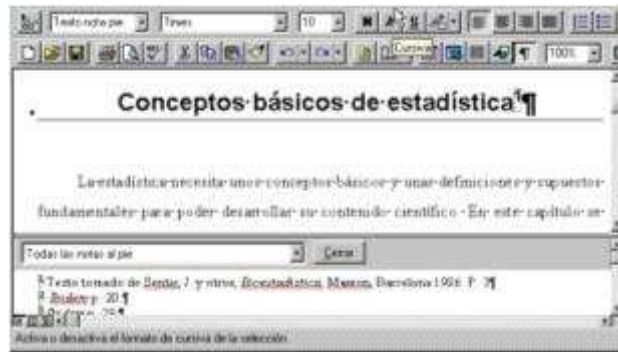 Texto nota pie Times 10 N K S
Cursiva 100%
Conceptos·básicos·de·estadística¹¶
La·estadística·necesita·unos·conceptos·básicos·y·unas·definiciones·y·supuestos·
fundamentales·para·poder·desarrollar·su·contenido·científico.·En·este·capítulo·se·
Todas las notas al pie Cerrar
Texto tomado de Sentís, J. y otros, Bioestadística, Masson, Barcelona 1986. P. 3¶
Ibidem p. 20.¶
Activa o desactiva el formato de cursiva de la selección